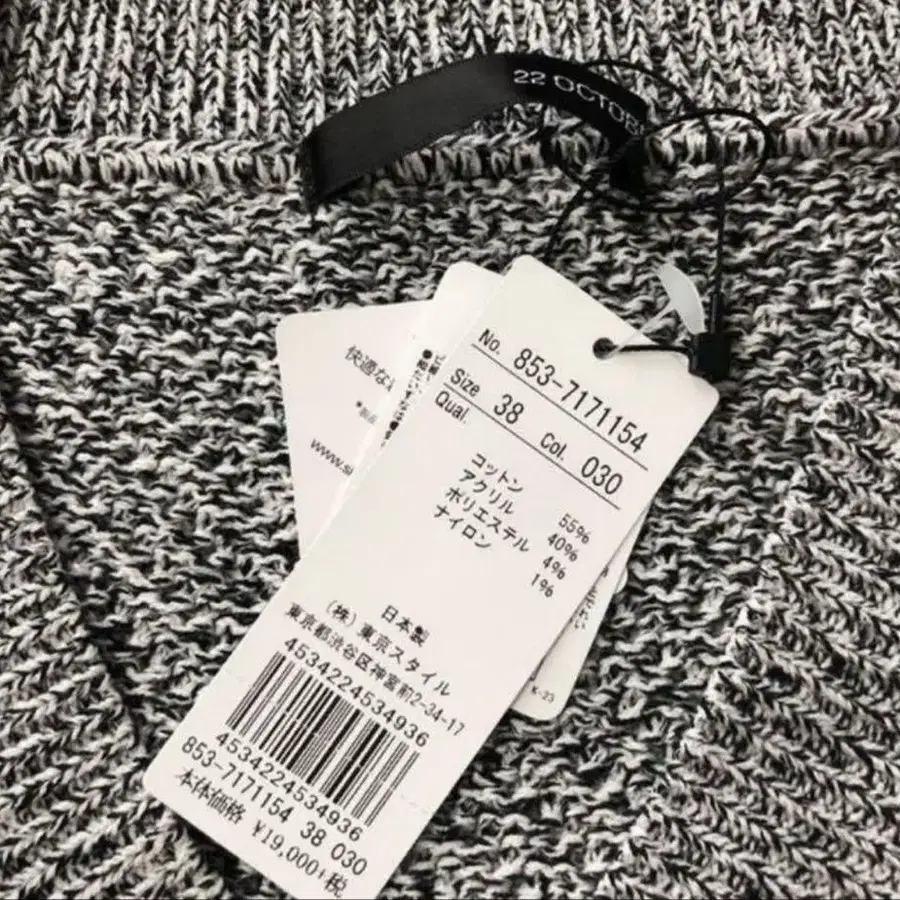 22 OCTOB
快適な
www.s
No. 853-7171154
Size 38 Col. 030
Qual.
コットン 55%
アクリル 40%
ポリエステル 4%
ナイロン 1%
日本製
(株)東京スタイル
東京都渋谷区神宮前2-34-17
4534224534936
4534224534936
853-7171154 38 030
本体価格 ¥19,000+税